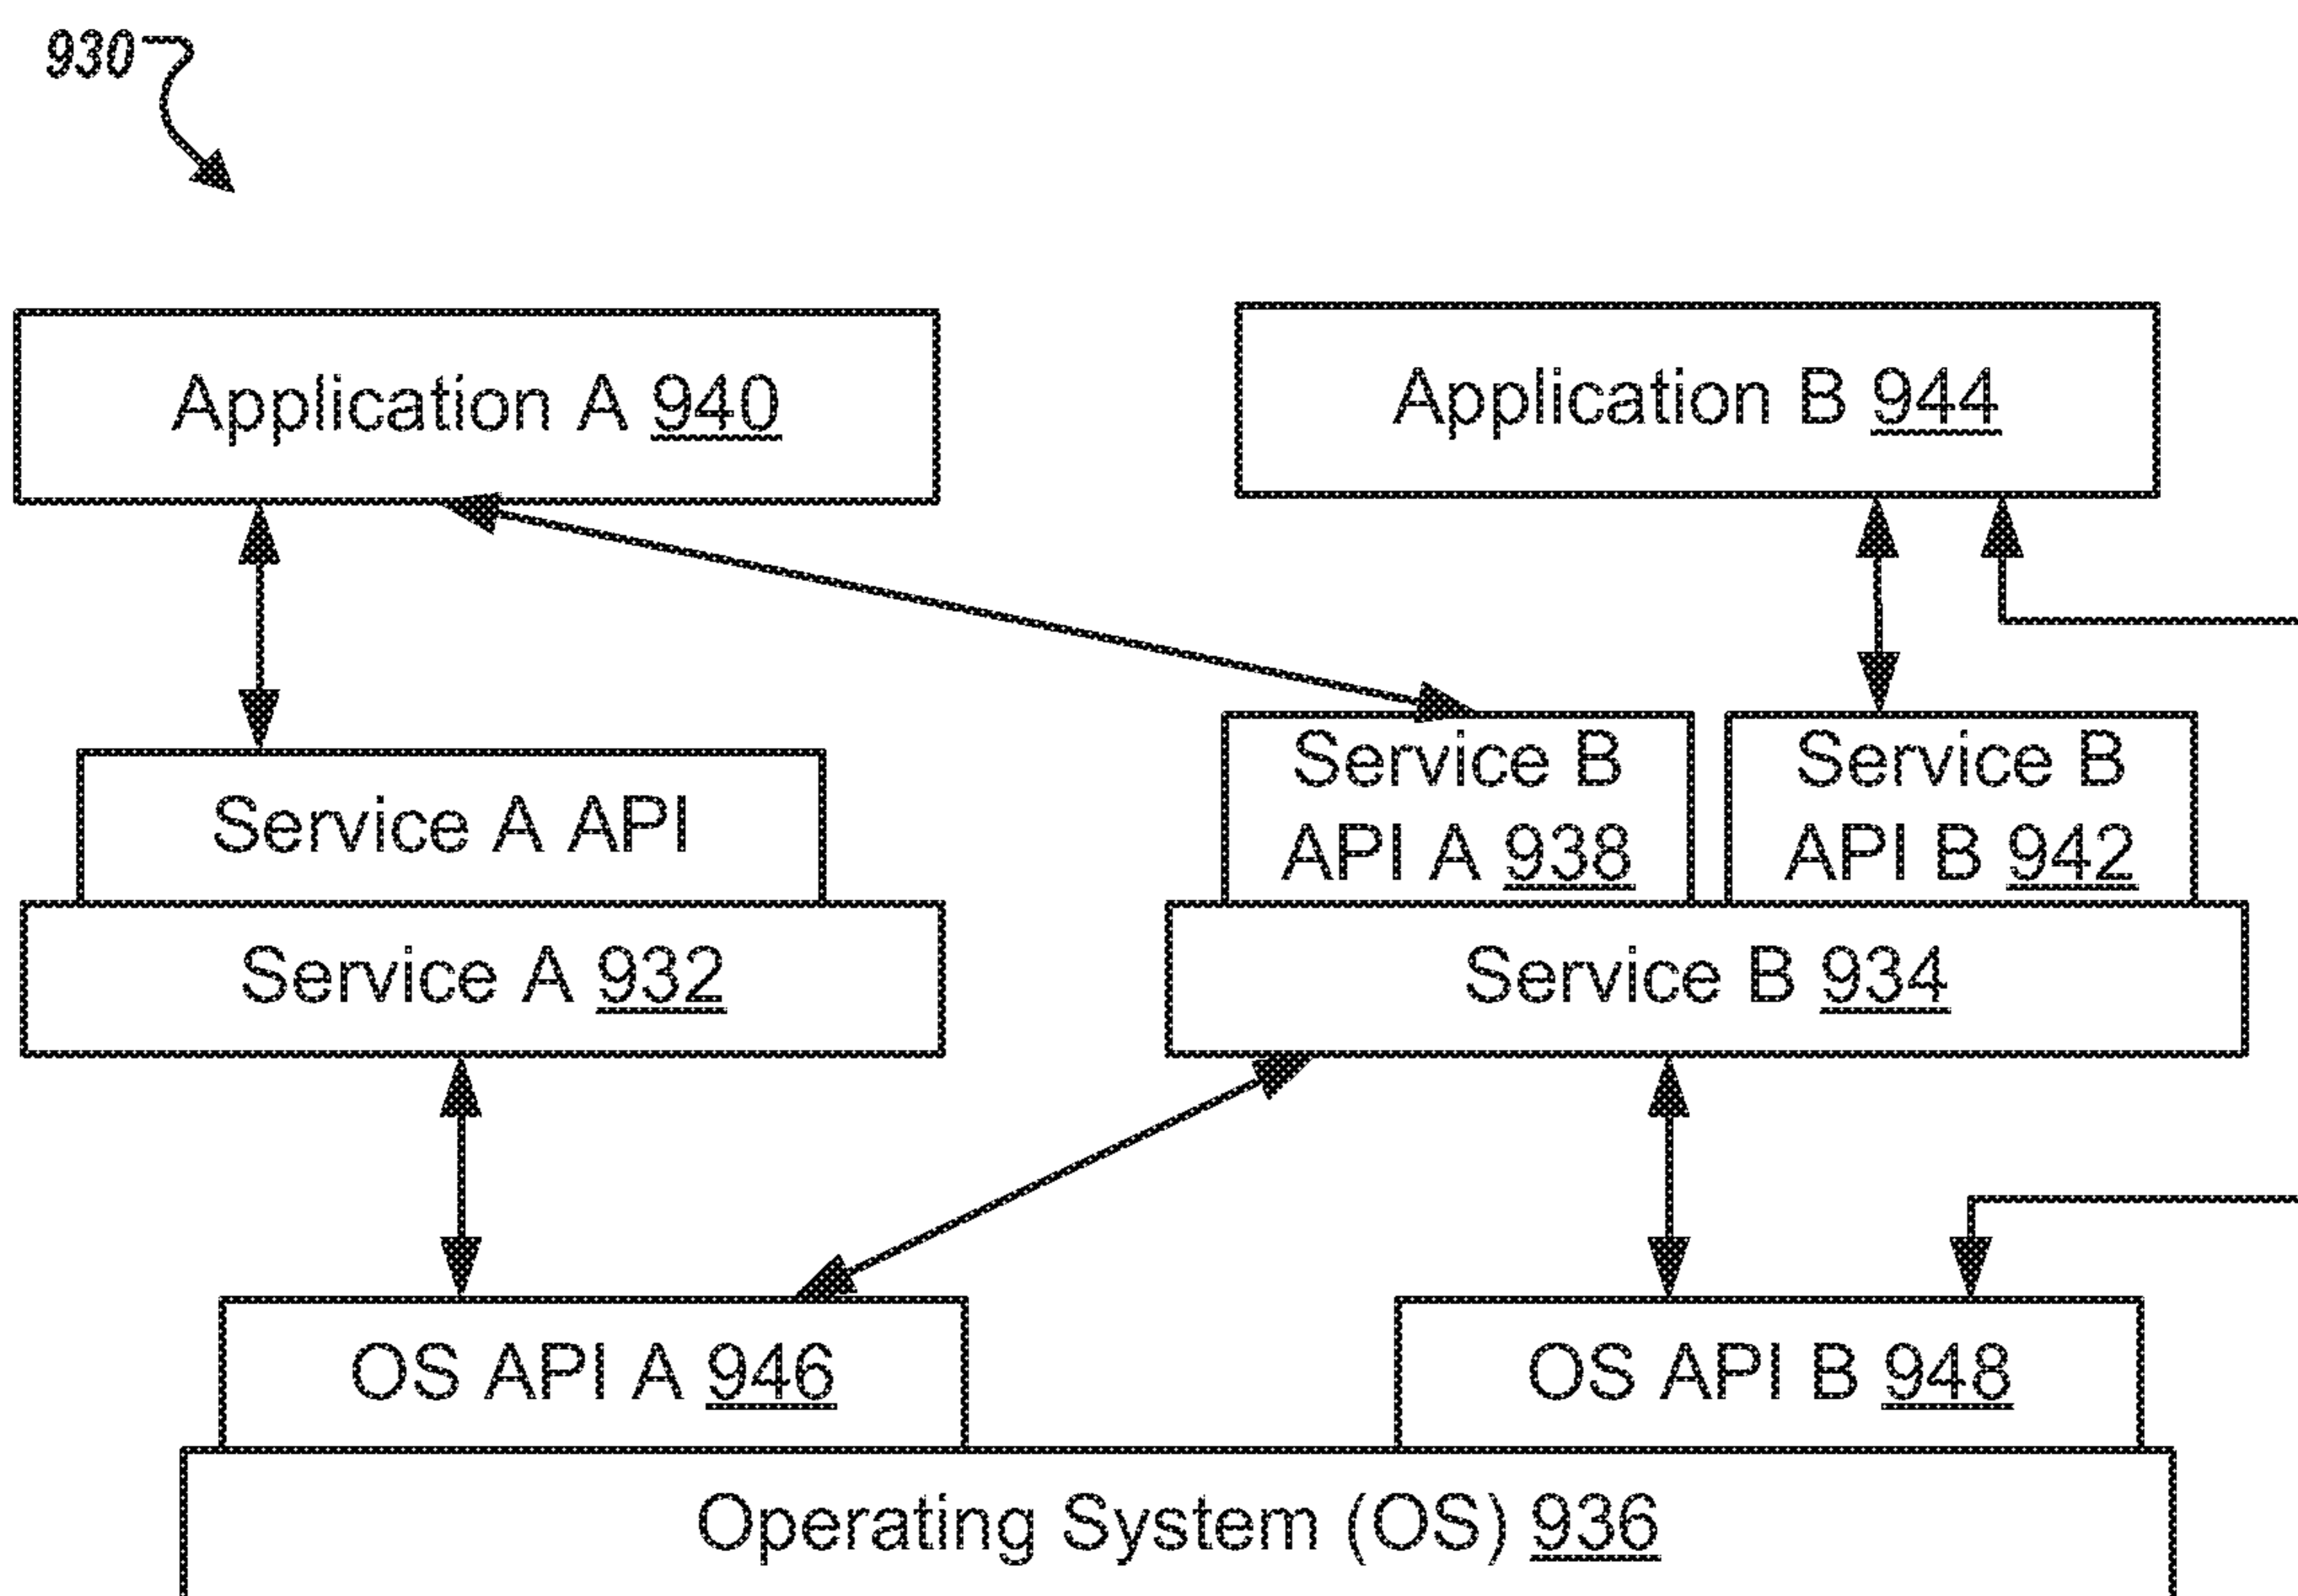 930
Application A 940
Application B 944
Service A API
Service A 932
Service B
API A 938
Service B
API B 942
Service B 934
OS API A 946
OS API B 948
Operating System (OS) 936